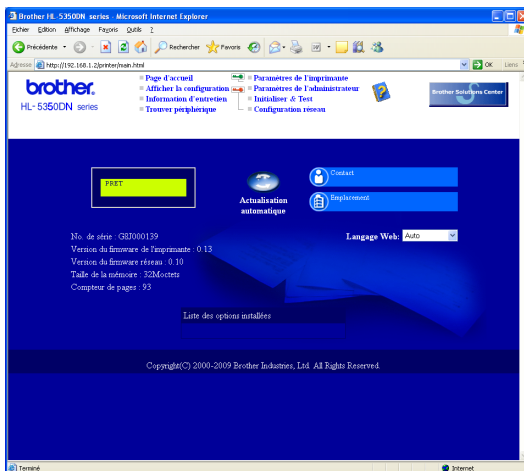 Brother HL-5350DN series - Microsoft Internet Explorer
Fichier Edition Affichage Favoris Outils ?
Précédente Rechercher Favoris
Adresse http://192.168.1.2/printer/main.html OK Liens
brother.
HL-5350DN series
Page d'accueil
Afficher la configuration
Information d'entretien
Trouver périphérique
Paramètres de l'imprimante
Paramètres de l'administrateur
Initialiser & Test
Configuration réseau
Brother Solutions Center
PRET
Actualisation
automatique
Contact
Emplacement
No. de série : G8J000139
Version du firmware de l'imprimante : 0.13
Version du firmware réseau : 0.10
Taille de la mémoire : 32Moctets
Compteur de pages : 93
Langage Web: Auto
Liste des options installées
Copyright(C) 2000-2009 Brother Industries, Ltd. All Rights Reserved.
Terminé
Internet